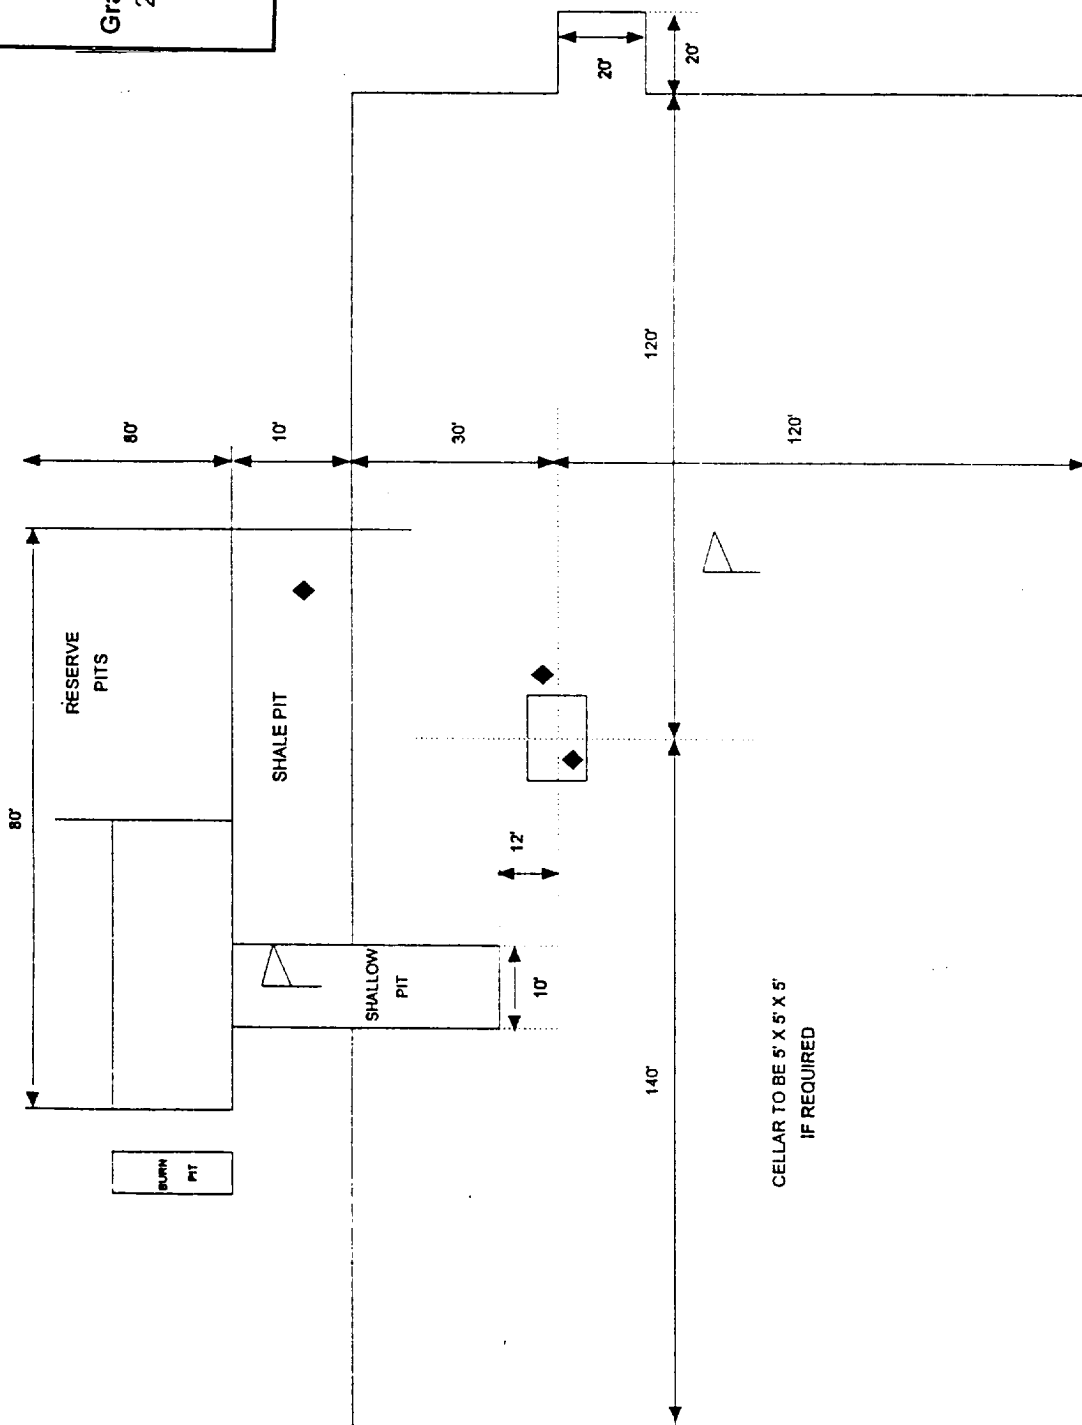 20'
20'
80'
10'
30'
120'
120'
RESERVE
PITS
80'
SHALE PIT
12'
SHALLOW
PIT
10'
140'
BURN
PIT
CELLAR TO BE 5' X 5' X 5'
IF REQUIRED